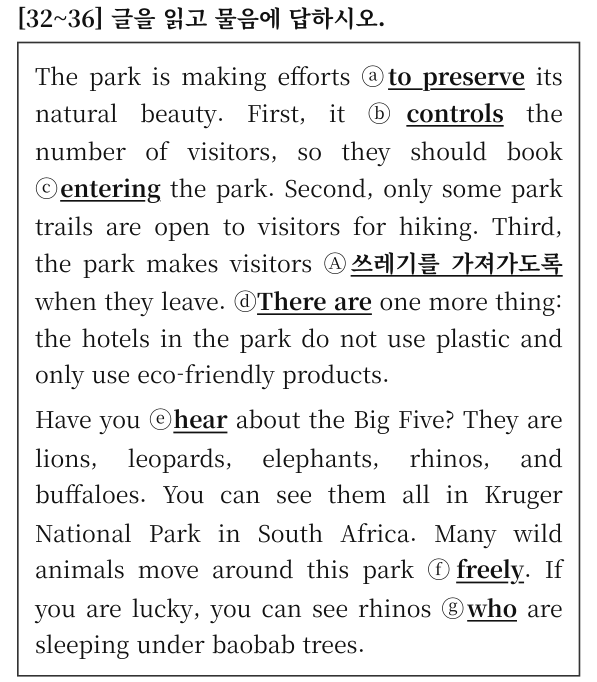 [32~36] 글을 읽고 물음에 답하시오.
The park is making efforts ⓐto preserve its
natural beauty. First, it ⓑ controls the
number of visitors, so they should book
ⓒentering the park. Second, only some park
trails are open to visitors for hiking. Third,
the park makes visitors Ⓐ쓰레기를 가져가도록
when they leave. ⓓThere are one more thing:
the hotels in the park do not use plastic and
only use eco-friendly products.
Have you ⓔhear about the Big Five? They are
lions, leopards, elephants, rhinos, and
buffaloes. You can see them all in Kruger
National Park in South Africa. Many wild
animals move around this park ⓕfreely. If
you are lucky, you can see rhinos ⓖwho are
sleeping under baobab trees.